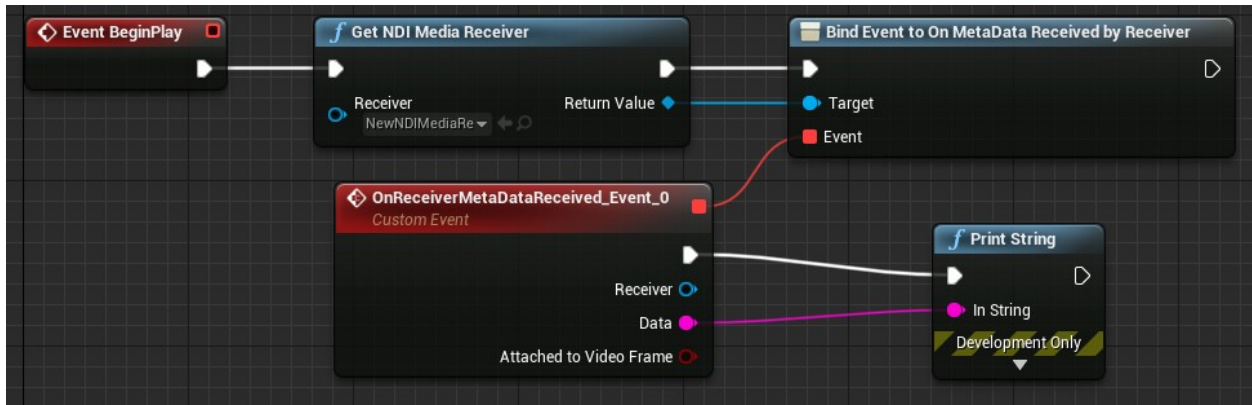 Event BeginPlay
f Get NDI Media Receiver
Receiver
NewNDIMediaRe
Return Value
Bind Event to On MetaData Received by Receiver
Target
Event
OnReceiverMetaDataReceived_Event_0
Custom Event
Receiver
Data
Attached to Video Frame
f Print String
In String
Development Only